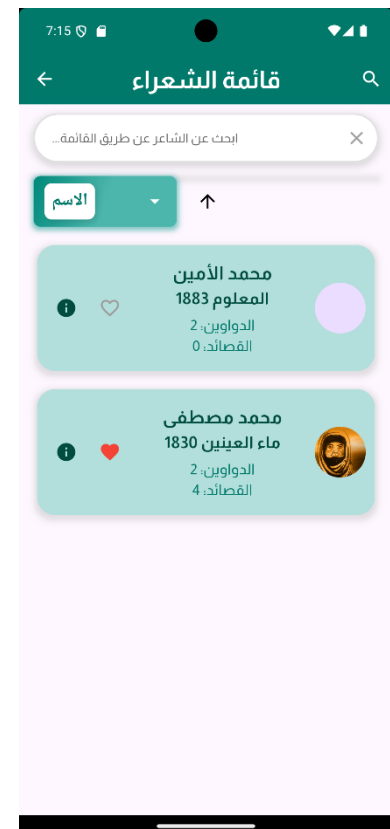 7:15
قائمة الشعراء
ابحث عن الشاعر عن طريق القائمة...
الاسم
محمد الأمين
المعلوم 1883
الدواوين: 2
القصائد: 0
محمد مصطفى
ماء العينين 1830
الدواوين: 2
القصائد: 4